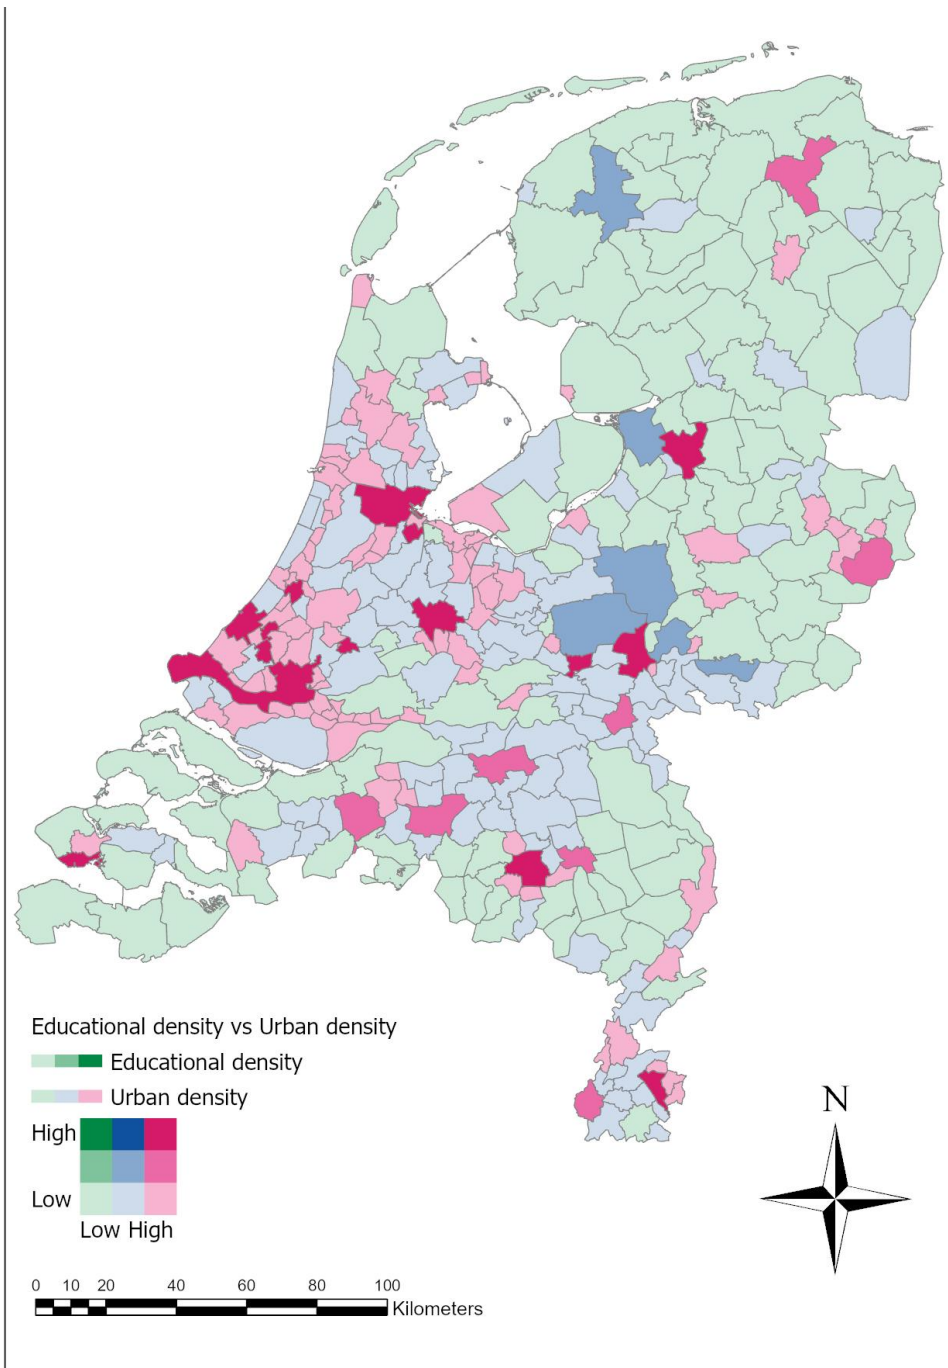 Educational density vs Urban density
Educational density
Urban density
High
Low
Low High
N
0 10 20 40 60 80 100
Kilometers